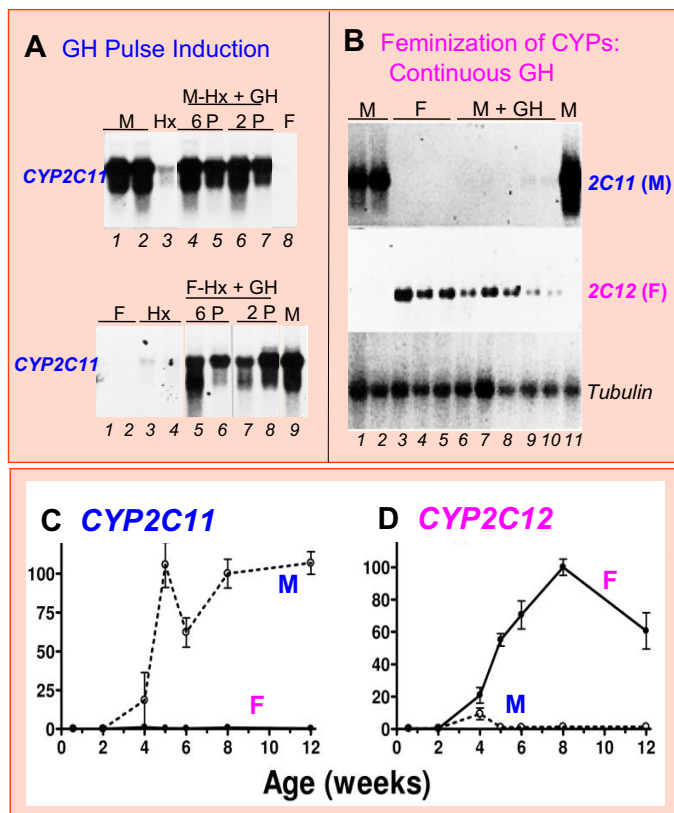 A GH Pulse Induction
M-Hx + GH
M Hx 6 P 2 P F
CYP2C11
1 2 3 4 5 6 7 8
F-Hx + GH
F Hx 6 P 2 P M
CYP2C11
1 2 3 4 5 6 7 8 9
B Feminization of CYPs:
Continuous GH
M F M + GH M
2C11 (M)
2C12 (F)
Tubulin
1 2 3 4 5 6 7 8 9 10 11
C CYP2C11
100
75
50
25
0
M
F
0 2 4 6 8 10 12
D CYP2C12
100
80
60
40
20
0
F
M
0 2 4 6 8 10 12
Age (weeks)